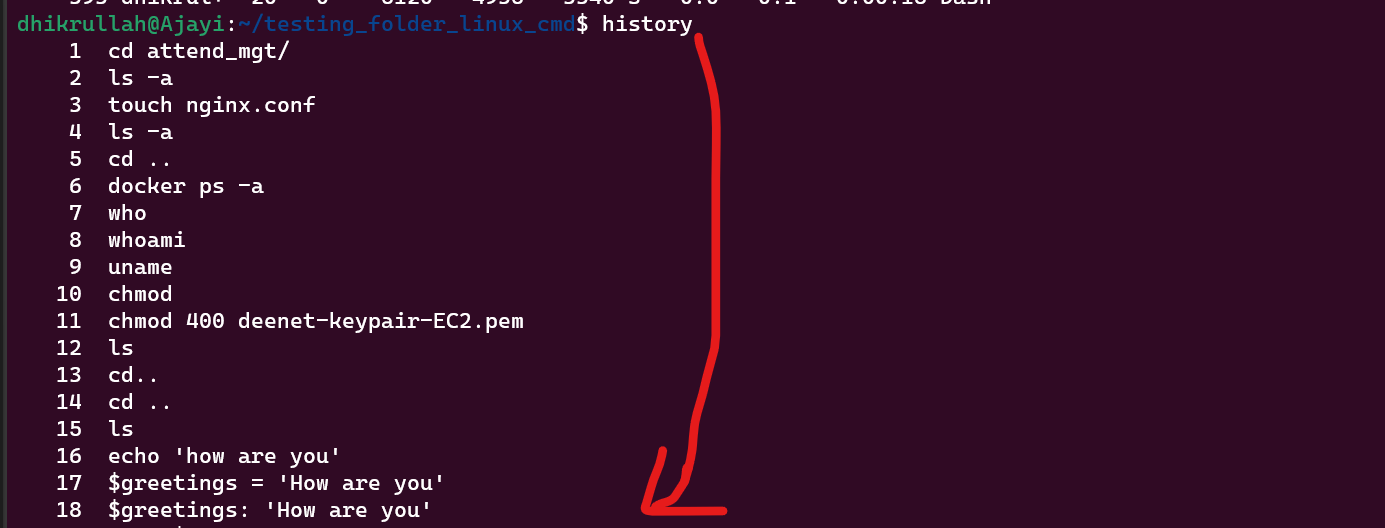 dhikrullah@Ajayi:~/testing_folder_linux_cmd$ history
1 cd attend_mgt/
2 ls -a
3 touch nginx.conf
4 ls -a
5 cd ..
6 docker ps -a
7 who
8 whoami
9 uname
10 chmod
11 chmod 400 deenet-keypair-EC2.pem
12 ls
13 cd..
14 cd ..
15 ls
16 echo 'how are you'
17 $greetings = 'How are you'
18 $greetings: 'How are you'